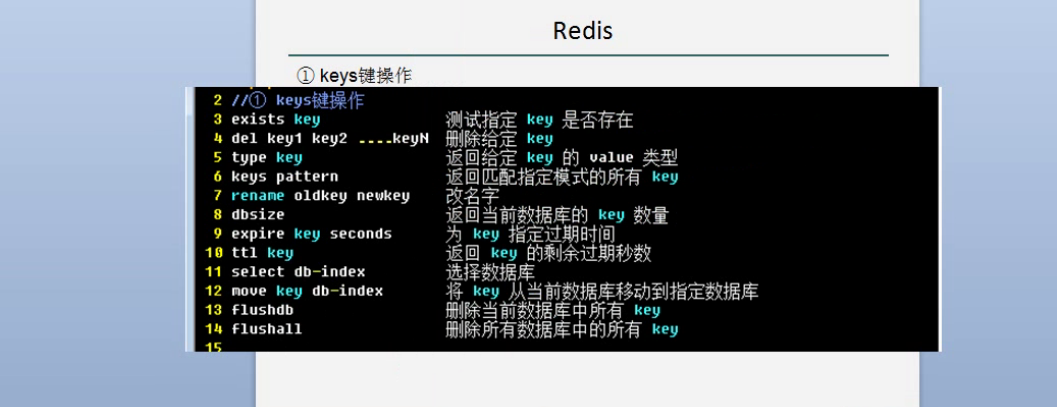 Redis
① keys键操作
2 //① keys键操作
3 exists key 测试指定 key 是否存在
4 del key1 key2 ....keyN 删除给定 key
5 type key 返回给定 key 的 value 类型
6 keys pattern 返回匹配指定模式的所有 key
7 rename oldkey newkey 改名字
8 dbsize 返回当前数据库的 key 数量
9 expire key seconds 为 key 指定过期时间
10 ttl key 返回 key 的剩余过期秒数
11 select db-index 选择数据库
12 move key db-index 将 key 从当前数据库移动到指定数据库
13 flushdb 删除当前数据库中所有 key
14 flushall 删除所有数据库中的所有 key
15